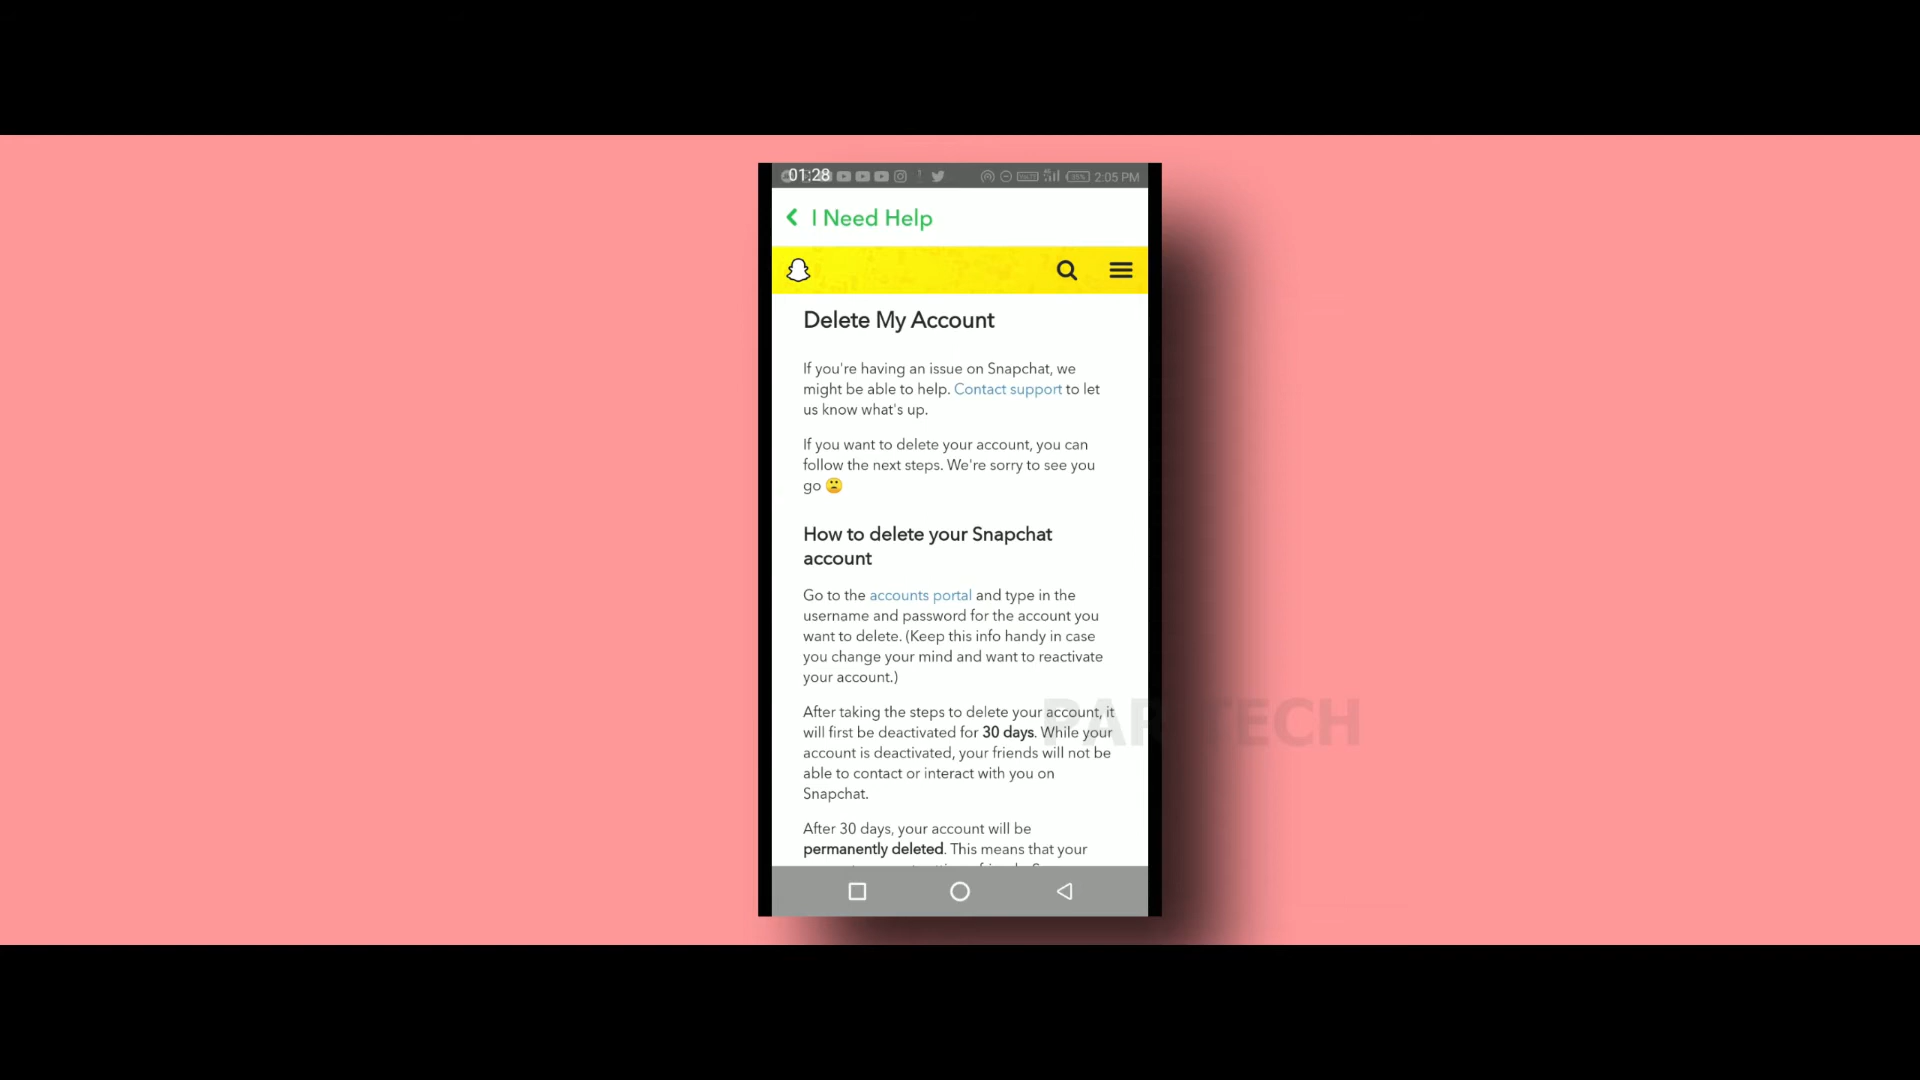 01:28
2:05 PM
I Need Help
Delete My Account
If you're having an issue on Snapchat, we
might be able to help. Contact support to let
us know what's up.
If you want to delete your account, you can
follow the next steps. We're sorry to see you
go 🙁
How to delete your Snapchat
account
Go to the accounts portal and type in the
username and password for the account you
want to delete. (Keep this info handy in case
you change your mind and want to reactivate
your account.)
After taking the steps to delete your account, it
will first be deactivated for 30 days. While your
account is deactivated, your friends will not be
able to contact or interact with you on
Snapchat.
After 30 days, your account will be
permanently deleted. This means that your